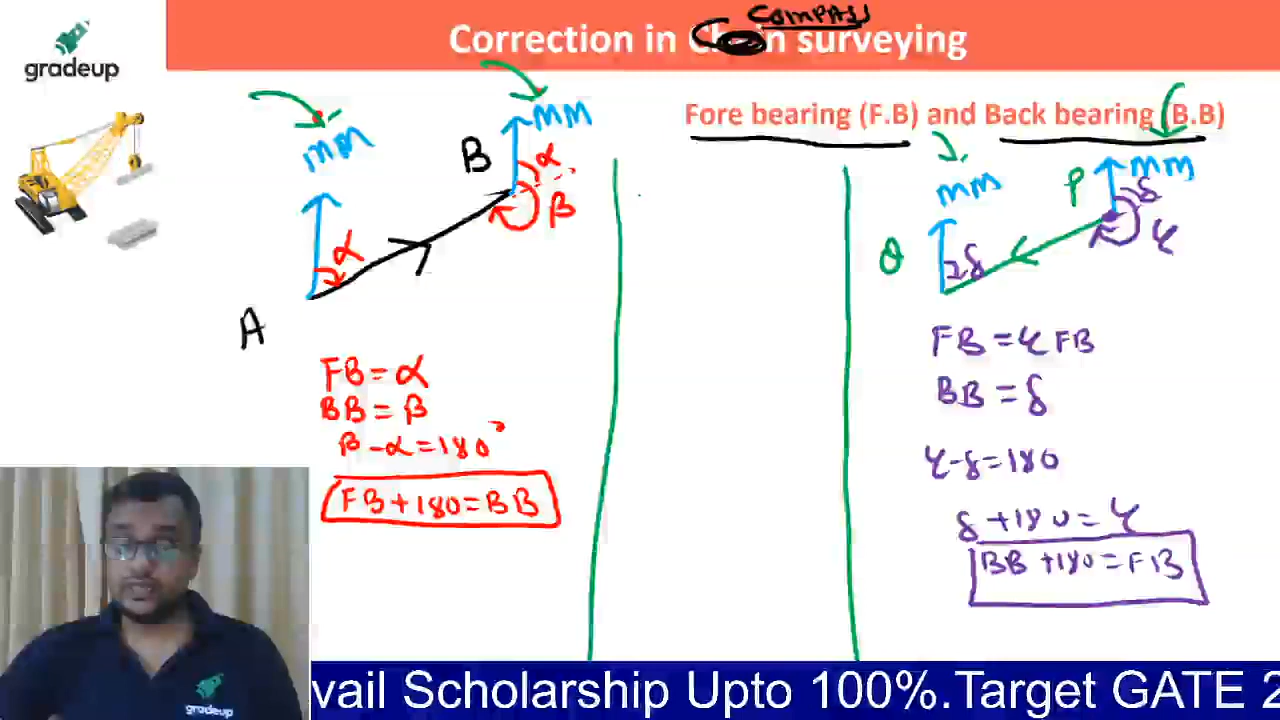 COMPASS
Correction in Chain surveying
gradeup
Fore bearing (F.B) and Back bearing (B.B)
MM
MM
B
α
β
α
A
FB = α
BB = β
β - α = 180°
FB + 180 = BB
MM
MM
P
δ
φ
Q
δ
FB = φ FB
BB = δ
φ - δ = 180
δ + 180 = φ
BB + 180 = FB
gradeup
vail Scholarship Upto 100%.Target GATE 2